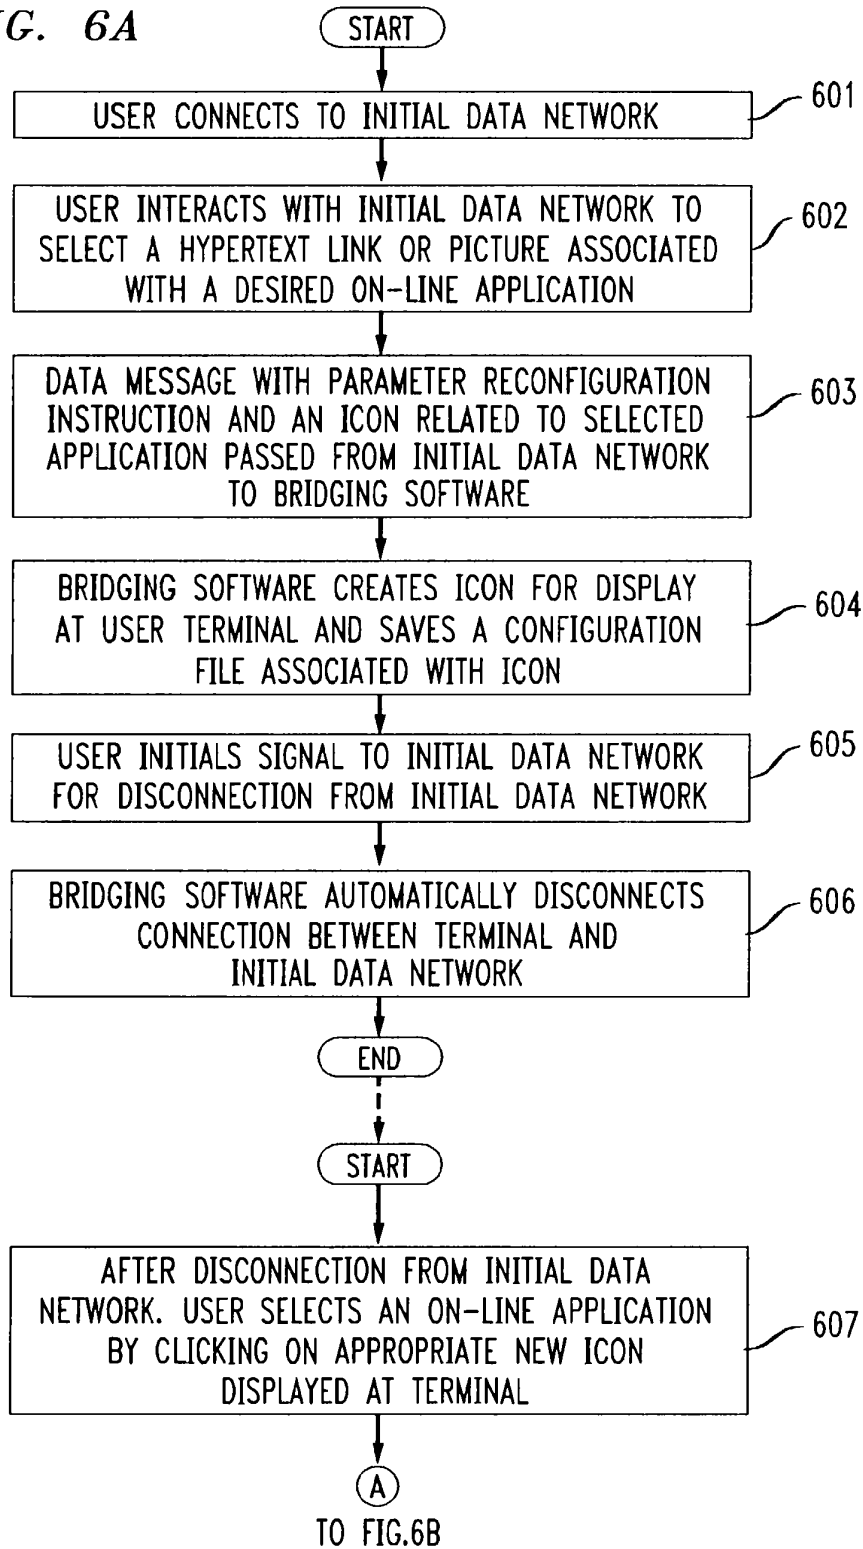 G. 6A
START
USER CONNECTS TO INITIAL DATA NETWORK
601
USER INTERACTS WITH INITIAL DATA NETWORK TO
SELECT A HYPERTEXT LINK OR PICTURE ASSOCIATED
WITH A DESIRED ON-LINE APPLICATION
602
DATA MESSAGE WITH PARAMETER RECONFIGURATION
INSTRUCTION AND AN ICON RELATED TO SELECTED
APPLICATION PASSED FROM INITIAL DATA NETWORK
TO BRIDGING SOFTWARE
603
BRIDGING SOFTWARE CREATES ICON FOR DISPLAY
AT USER TERMINAL AND SAVES A CONFIGURATION
FILE ASSOCIATED WITH ICON
604
USER INITIALS SIGNAL TO INITIAL DATA NETWORK
FOR DISCONNECTION FROM INITIAL DATA NETWORK
605
BRIDGING SOFTWARE AUTOMATICALLY DISCONNECTS
CONNECTION BETWEEN TERMINAL AND
INITIAL DATA NETWORK
606
END
START
AFTER DISCONNECTION FROM INITIAL DATA
NETWORK. USER SELECTS AN ON-LINE APPLICATION
BY CLICKING ON APPROPRIATE NEW ICON
DISPLAYED AT TERMINAL
607
A
TO FIG.6B